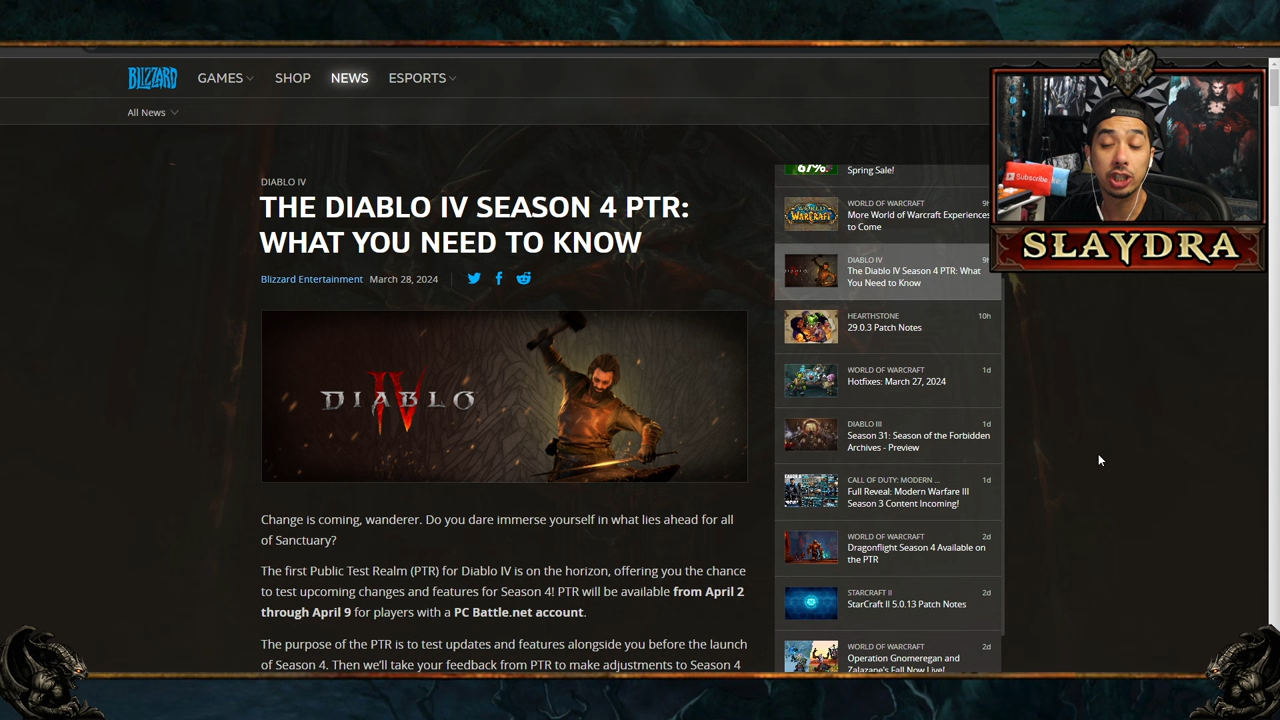 BLIZZARD
GAMES
SHOP
NEWS
ESPORTS
All News
DIABLO IV
THE DIABLO IV SEASON 4 PTR:
WHAT YOU NEED TO KNOW
Blizzard Entertainment
March 28, 2024
DIABLO
IV
Change is coming, wanderer. Do you dare immerse yourself in what lies ahead for all
of Sanctuary?
The first Public Test Realm (PTR) for Diablo IV is on the horizon, offering you the chance
to test upcoming changes and features for Season 4! PTR will be available from April 2
through April 9 for players with a PC Battle.net account.
The purpose of the PTR is to test updates and features alongside you before the launch
of Season 4. Then we'll take your feedback from PTR to make adjustments to Season 4
67%
Spring Sale!
WORLD OF WARCRAFT
More World of Warcraft Experiences
to Come
WORLD WARCRAFT
DIABLO IV
The Diablo IV Season 4 PTR: What
You Need to Know
HEARTHSTONE 10h
29.0.3 Patch Notes
WORLD OF WARCRAFT 1d
Hotfixes: March 27, 2024
DIABLO III 1d
Season 31: Season of the Forbidden
Archives - Preview
CALL OF DUTY: MODERN ... 1d
Full Reveal: Modern Warfare III
Season 3 Content Incoming!
WORLD OF WARCRAFT 2d
Dragonflight Season 4 Available on
the PTR
STARCRAFT II 2d
StarCraft II 5.0.13 Patch Notes
WORLD OF WARCRAFT 2d
Operation Gnomeregan and
Zalazane's Fall Now Live!
Subscribe
SLAYDRA